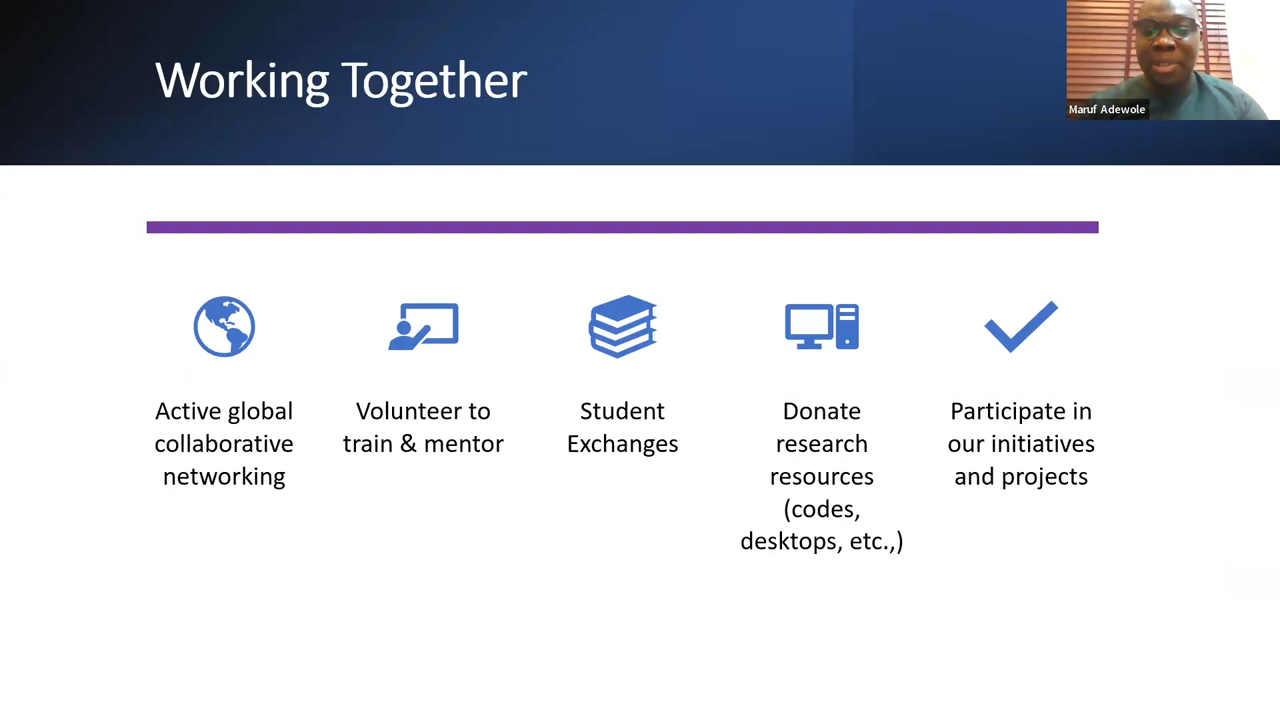 Working Together
Maruf Adewole
Active global
collaborative
networking
Volunteer to
train & mentor
Student
Exchanges
Donate
research
resources
(codes,
desktops, etc.,)
Participate in
our initiatives
and projects